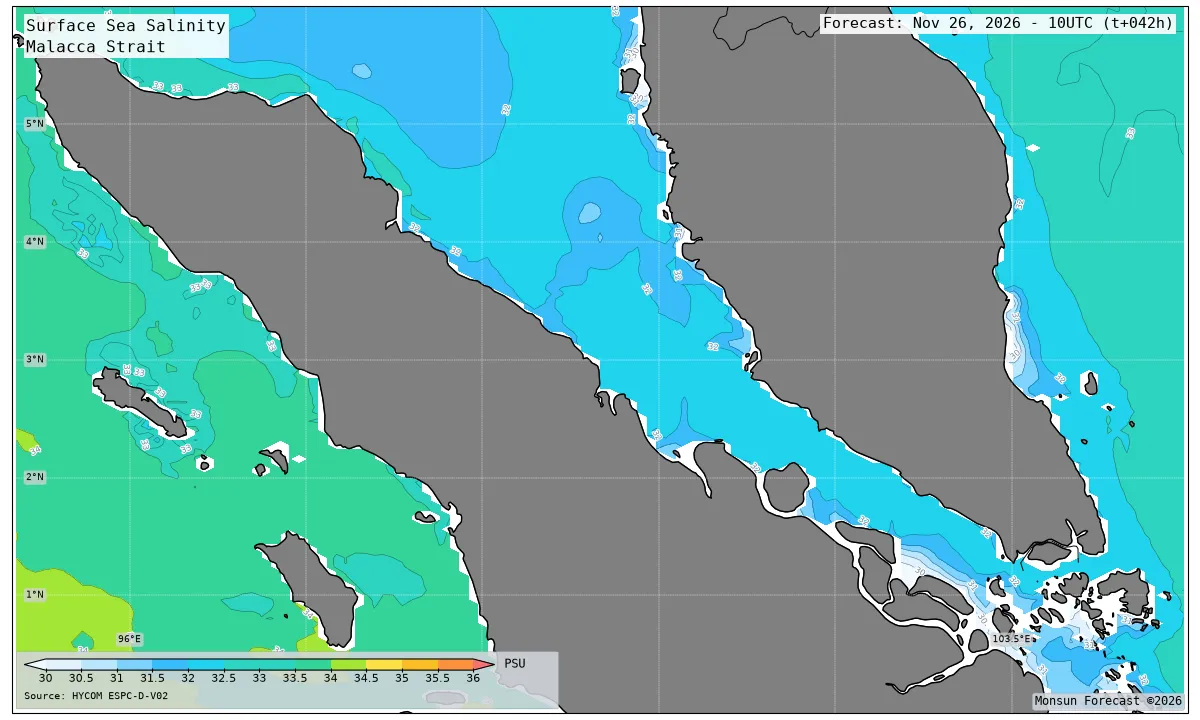 Surface Sea Salinity
Malacca Strait
Forecast: Nov 26, 2026 - 10UTC (t+042h)
5°N
4°N
3°N
2°N
1°N
96°E
103.5°E
PSU
30 30.5 31 31.5 32 32.5 33 33.5 34 34.5 35 35.5 36
Source: HYCOM ESPC-D-V02
Monsun Forecast ©2026